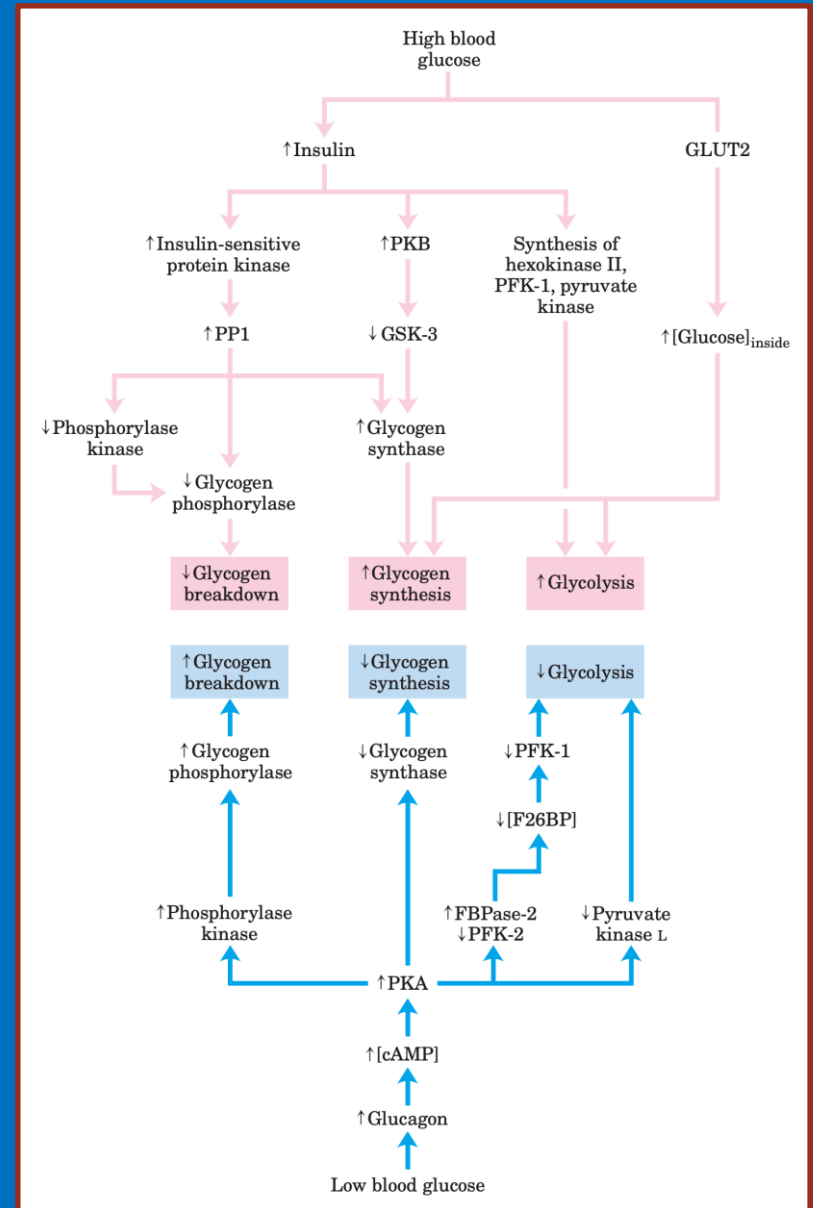 High blood
glucose
↑Insulin
GLUT2
↑Insulin-sensitive
protein kinase
↑PKB
Synthesis of
hexokinase II,
PFK-1, pyruvate
kinase
↑PP1
↓GSK-3
↑[Glucose]inside
↓Phosphorylase
kinase
↑Glycogen
synthase
↓Glycogen
phosphorylase
↓Glycogen
breakdown
↑Glycogen
synthesis
↑Glycolysis
↑Glycogen
breakdown
↓Glycogen
synthesis
↓Glycolysis
↑Glycogen
phosphorylase
↓Glycogen
synthase
↓PFK-1
↓[F26BP]
↑Phosphorylase
kinase
↑FBPase-2
↓PFK-2
↓Pyruvate
kinase L
↑PKA
↑[cAMP]
↑Glucagon
Low blood glucose